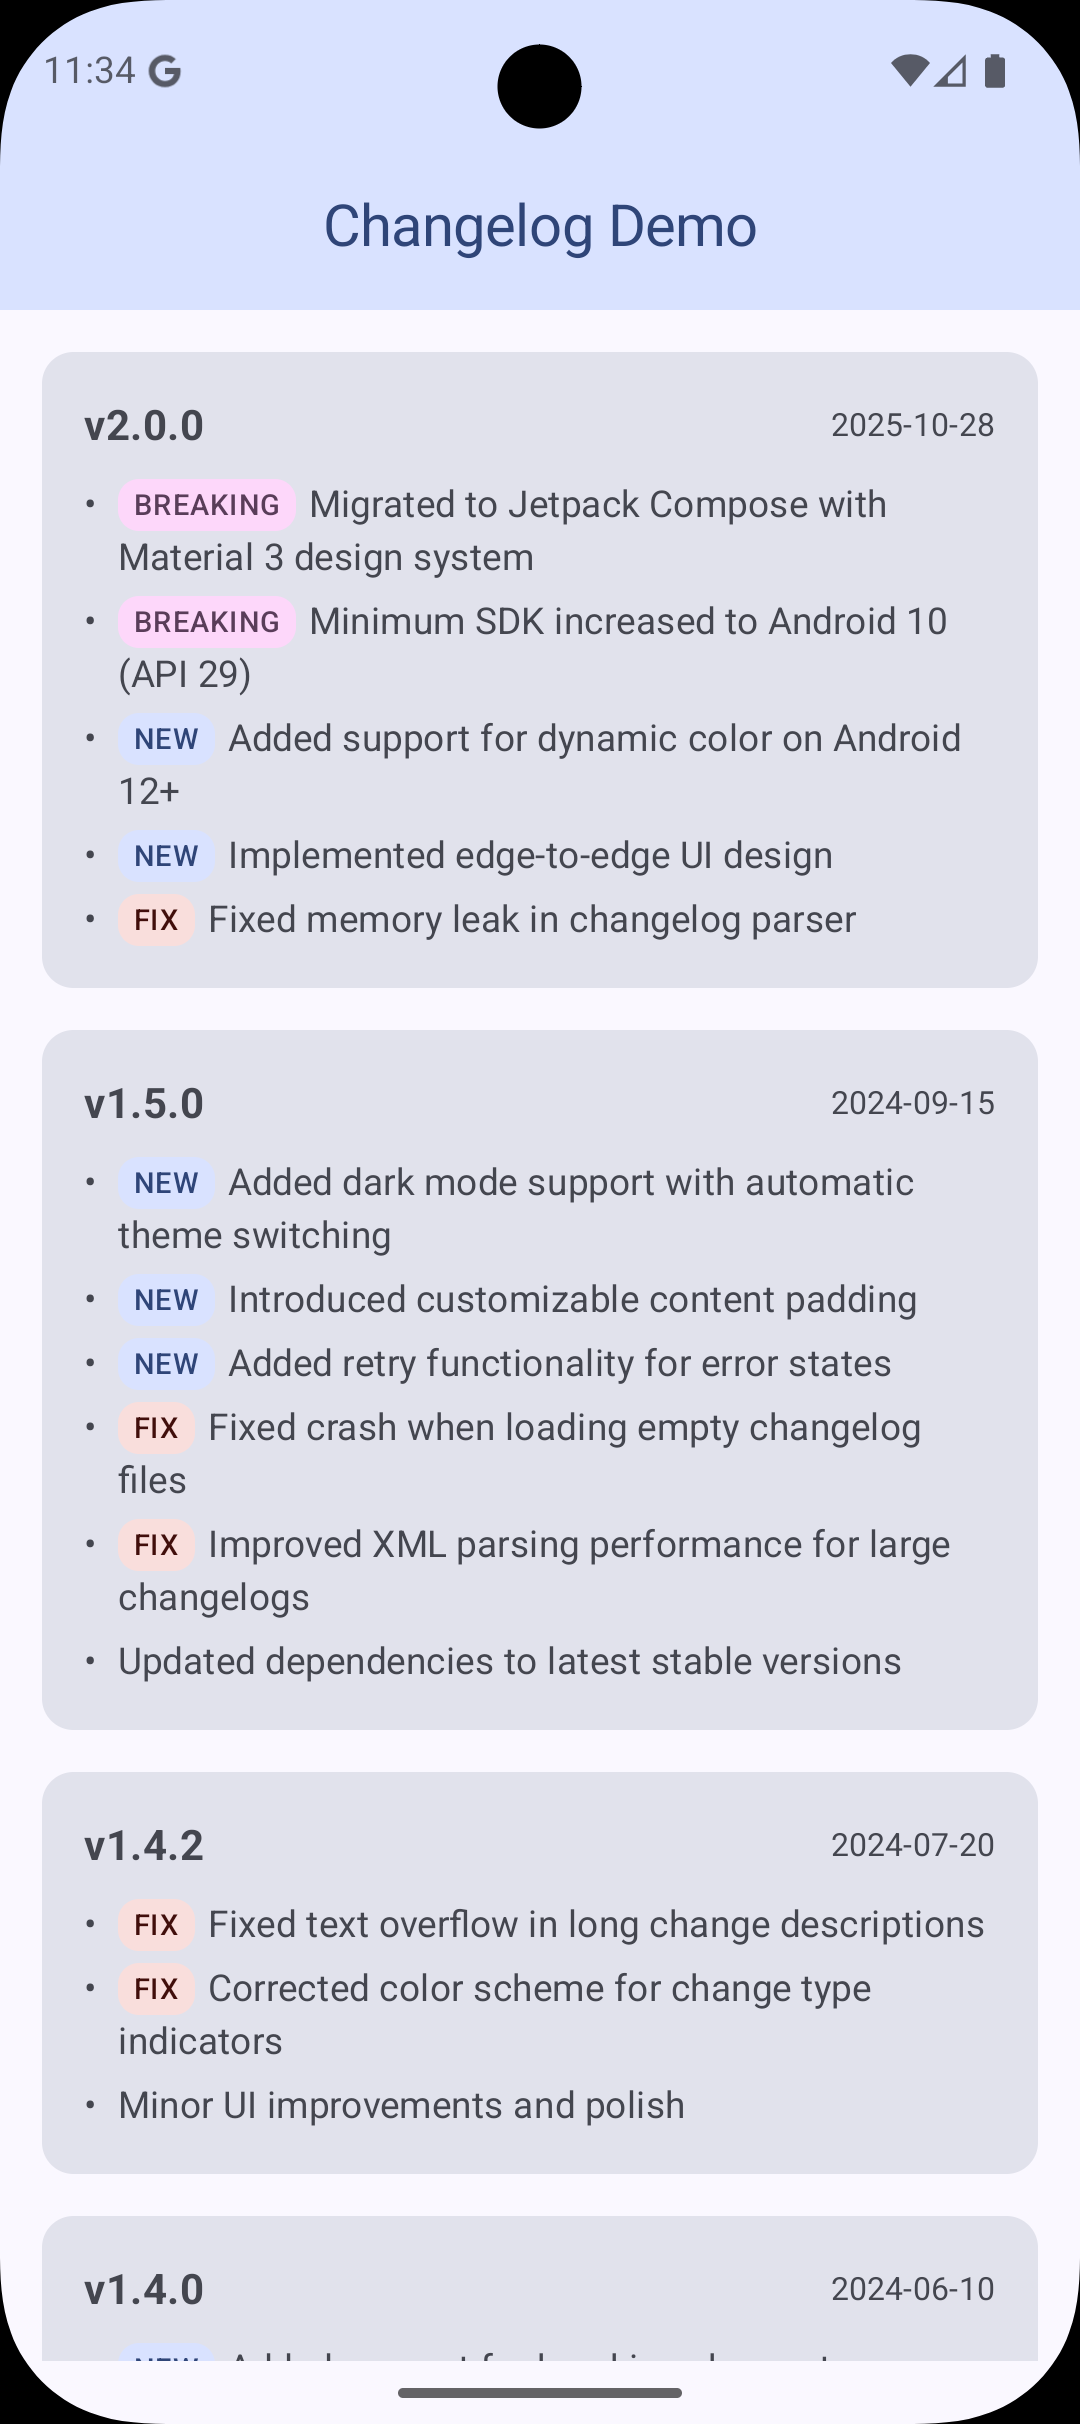 11:34
Changelog Demo
v2.0.0 2025-10-28
• BREAKING Migrated to Jetpack Compose with
Material 3 design system
• BREAKING Minimum SDK increased to Android 10
(API 29)
• NEW Added support for dynamic color on Android
12+
• NEW Implemented edge-to-edge UI design
• FIX Fixed memory leak in changelog parser
v1.5.0 2024-09-15
• NEW Added dark mode support with automatic
theme switching
• NEW Introduced customizable content padding
• NEW Added retry functionality for error states
• FIX Fixed crash when loading empty changelog
files
• FIX Improved XML parsing performance for large
changelogs
• Updated dependencies to latest stable versions
v1.4.2 2024-07-20
• FIX Fixed text overflow in long change descriptions
• FIX Corrected color scheme for change type
indicators
• Minor UI improvements and polish
v1.4.0 2024-06-10
NEW Added